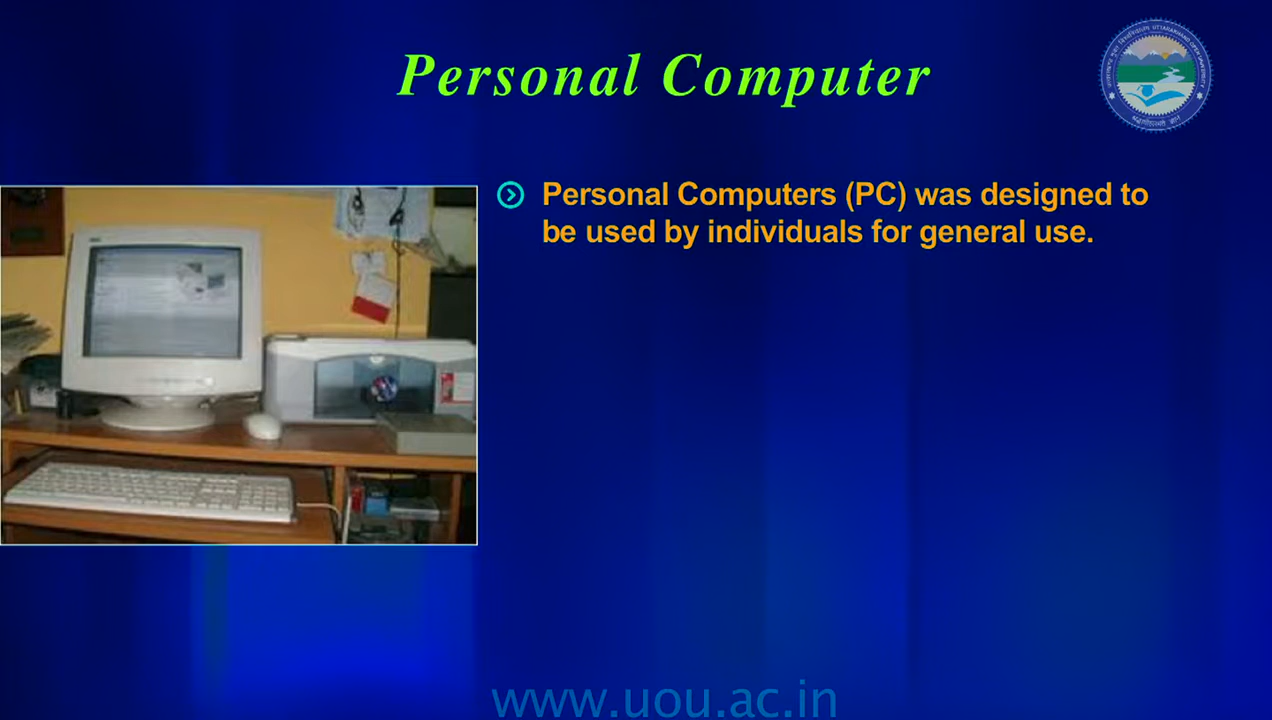 Personal Computer
Personal Computers (PC) was designed to
be used by individuals for general use.
www.uou.ac.in